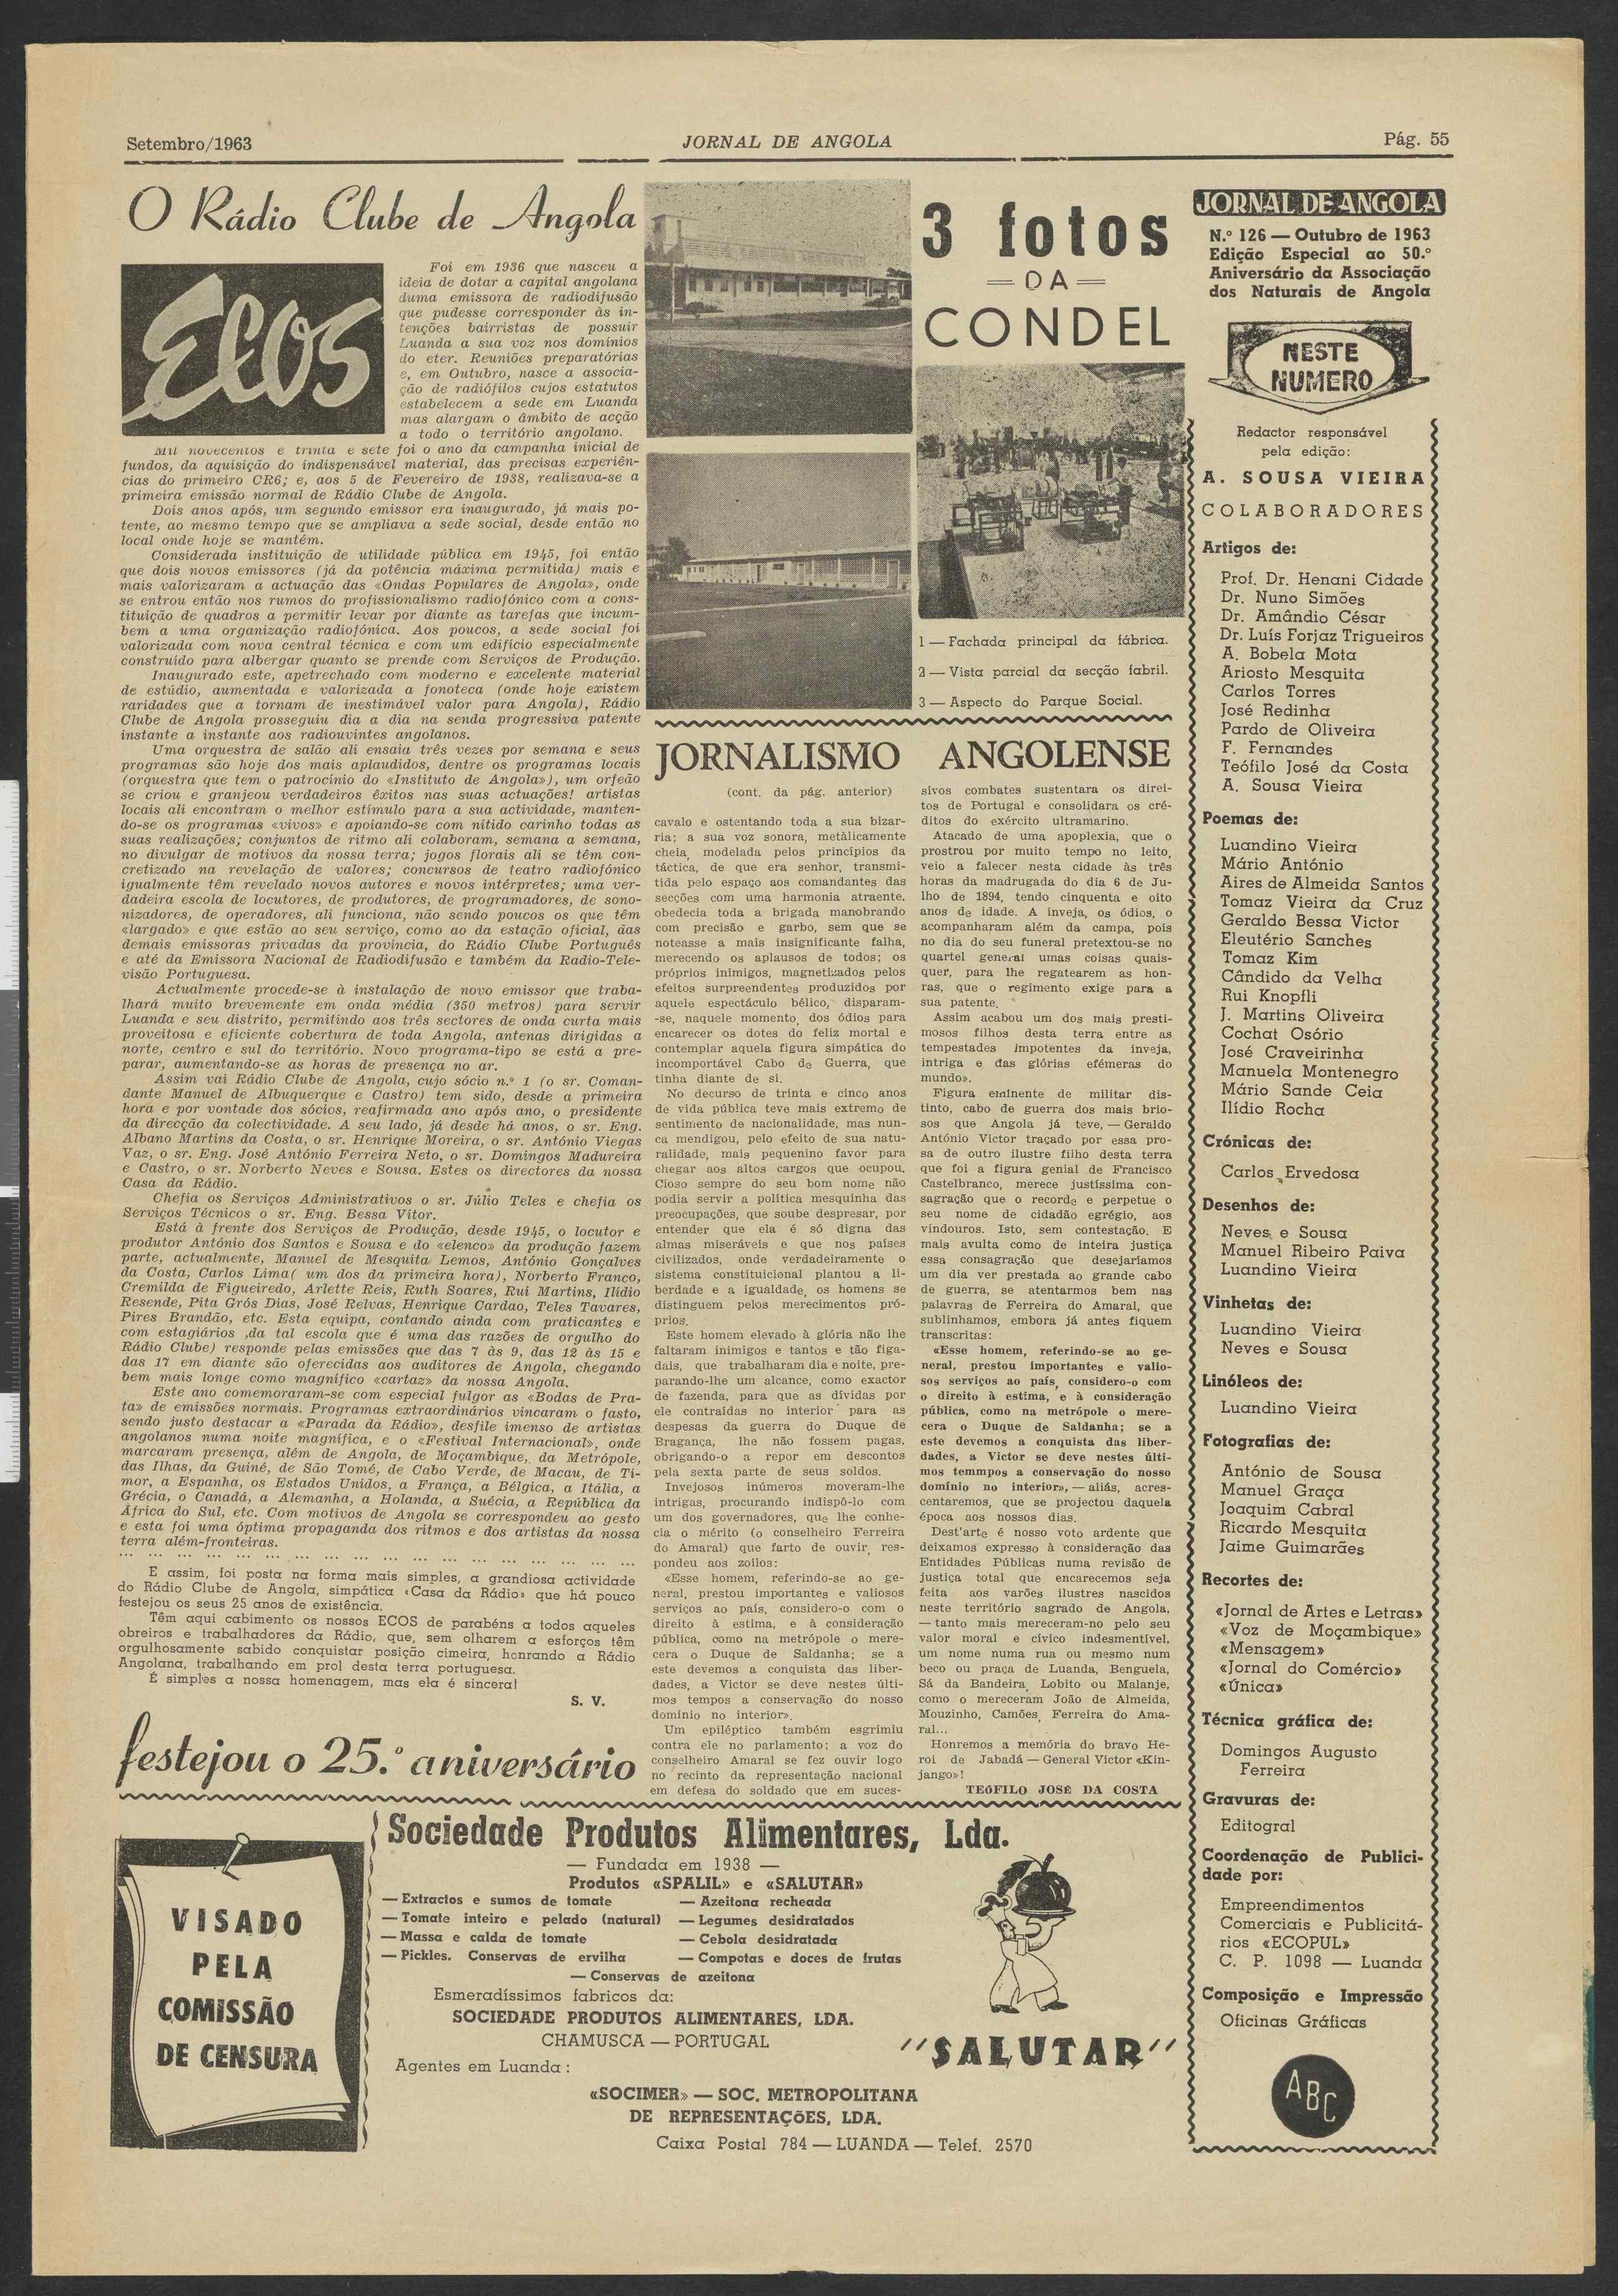 Setembro/1963
JORNAL DE ANGOLA
Pág. 55
O Rádio Clube de Angola
ECOS
Foi em 1936 que nasceu a
ideia de dotar a capital angolana
duma emissora de radiodifusão
que pudesse corresponder às in-
tenções bairristas de possuir
Luanda a sua voz nos domínios
do eter. Reuniões preparatórias
e, em Outubro, nasce a associa-
ção de radiófilos cujos estatutos
estabelecem a sede em Luanda
mas alargam o âmbito de acção
a todo o território angolano.
Mil novecentos e trinta e sete foi o ano da campanha inicial de
fundos, da aquisição do indispensável material, das precisas experiên-
cias do primeiro CR6; e, aos 5 de Fevereiro de 1938, realizava-se a
primeira emissão normal de Rádio Clube de Angola.
Dois anos após, um segundo emissor era inaugurado, já mais po-
tente, ao mesmo tempo que se ampliava a sede social, desde então no
local onde hoje se mantém.
Considerada instituição de utilidade pública em 1945, foi então
que dois novos emissores (já da potência máxima permitida) mais e
mais valorizaram a actuação das «Ondas Populares de Angola», onde
se entrou então nos rumos do profissionalismo radiofónico com a cons-
tituição de quadros a permitir levar por diante as tarefas que incum-
bem a uma organização radiofónica. Aos poucos, a sede social foi
valorizada com nova central técnica e com um edifício especialmente
construído para albergar quanto se prende com Serviços de Produção.
Inaugurado este, apetrechado com moderno e excelente material
de estúdio, aumentada e valorizada a fonoteca (onde hoje existem
raridades que a tornam de inestimável valor para Angola), Rádio
Clube de Angola prosseguiu dia a dia na senda progressiva patente
instante a instante aos radiouvintes angolanos.
Uma orquestra de salão ali ensaia três vezes por semana e seus
programas são hoje dos mais aplaudidos, dentre os programas locais
(orquestra que tem o patrocínio do «Instituto de Angola»), um orfeão
se criou e granjeou verdadeiros êxitos nas suas actuações! artistas
locais ali encontram o melhor estímulo para a sua actividade, manten-
do-se os programas «vivos» e apoiando-se com nítido carinho todas as
suas realizações; conjuntos de ritmo ali colaboram, semana a semana,
no divulgar de motivos da nossa terra; jogos florais ali se têm con-
cretizado na revelação de valores; concursos de teatro radiofónico
igualmente têm revelado novos autores e novos intérpretes; uma ver-
dadeira escola de locutores, de produtores, de programadores, de sono-
nizadores, de operadores, ali funciona, não sendo poucos os que têm
«largado» e que estão ao seu serviço, como ao da estação oficial, das
demais emissoras privadas da província, do Rádio Clube Português
e até da Emissora Nacional de Radiodifusão e também da Radio-Tele-
visão Portuguesa.
Actualmente procede-se à instalação de novo emissor que traba-
lhará muito brevemente em onda média (350 metros) para servir
Luanda e seu distrito, permitindo aos três sectores de onda curta mais
proveitosa e eficiente cobertura de toda Angola, antenas dirigidas a
norte, centro e sul do território. Novo programa-tipo se está a pre-
parar, aumentando-se as horas de presença no ar.
Assim vai Rádio Clube de Angola, cujo sócio n.º 1 (o sr. Coman-
dante Manuel de Albuquerque e Castro) tem sido, desde a primeira
hora e por vontade dos sócios, reafirmada ano após ano, o presidente
da direcção da colectividade. A seu lado, já desde há anos, o sr. Eng.
Albano Martins da Costa, o sr. Henrique Moreira, o sr. António Viegas
Vaz, o sr. Eng. José António Ferreira Neto, o sr. Domingos Madureira
e Castro, o sr. Norberto Neves e Sousa. Estes os directores da nossa
Casa da Rádio.
Chefia os Serviços Administrativos o sr. Júlio Teles e chefia os
Serviços Técnicos o sr. Eng. Bessa Vítor.
Está à frente dos Serviços de Produção, desde 1945, o locutor e
produtor António dos Santos e Sousa e do «elenco» da produção fazem
parte, actualmente, Manuel de Mesquita Lemos, António Gonçalves
da Costa, Carlos Lima( um dos da primeira hora), Norberto Franco,
Cremilda de Figueiredo, Arlette Reis, Ruth Soares, Rui Martins, Ilídio
Resende, Pita Grós Dias, José Relvas, Henrique Cardao, Teles Tavares,
Pires Brandão, etc. Esta equipa, contando ainda com praticantes e
com estagiários ,da tal escola que é uma das razões de orgulho do
Rádio Clube) responde pelas emissões que das 7 às 9, das 12 às 15 e
das 17 em diante são oferecidas aos auditores de Angola, chegando
bem mais longe como magnífico «cartaz» da nossa Angola.
Este ano comemoraram-se com especial fulgor as «Bodas de Pra-
ta» de emissões normais. Programas extraordinários vincaram o fasto,
sendo justo destacar a «Parada da Rádio», desfile imenso de artistas
angolanos numa noite magnífica, e o «Festival Internacional», onde
marcaram presença, além de Angola, de Moçambique, da Metrópole,
das Ilhas, da Guiné, de São Tomé, de Cabo Verde, de Macau, de Ti-
mor, a Espanha, os Estados Unidos, a França, a Bélgica, a Itália, a
Grécia, o Canadá, a Alemanha, a Holanda, a Suécia, a República da
África do Sul, etc. Com motivos de Angola se correspondeu ao gesto
e esta foi uma óptima propaganda dos ritmos e dos artistas da nossa
terra além-fronteiras.
... ... ... ... ... ... ... ... ... ... ... ... ... ... ... ... ... ...
E assim, foi posta na forma mais simples, a grandiosa actividade
do Rádio Clube de Angola, simpática «Casa da Rádio» que há pouco
festejou os seus 25 anos de existência.
Têm aqui cabimento os nossos ECOS de parabéns a todos aqueles
obreiros e trabalhadores da Rádio, que, sem olharem a esforços têm
orgulhosamente sabido conquistar posição cimeira, honrando a Rádio
Angolana, trabalhando em prol desta terra portuguesa.
É simples a nossa homenagem, mas ela é sincera!
S. V.
festejou o 25.º aniversário
3 fotos
DA
CONDEL
1 — Fachada principal da fábrica.
2 — Vista parcial da secção fabril.
3 — Aspecto do Parque Social.
JORNALISMO ANGOLENSE
(cont. da pág. anterior)
cavalo e ostentando toda a sua bizar-
ria; a sua voz sonora, metàlicamente
cheia, modelada pelos princípios da
táctica, de que era senhor, transmi-
tida pelo espaço aos comandantes das
secções com uma harmonia atraente,
obedecia toda a brigada manobrando
com precisão e garbo, sem que se
noteasse a mais insignificante falha,
merecendo os aplausos de todos; os
próprios inimigos, magnetizados pelos
efeitos surpreendentes produzidos por
aquele espectáculo bélico, disparam-
-se, naquele momento, dos ódios para
encarecer os dotes do feliz mortal e
contemplar aquela figura simpática do
incomportável Cabo de Guerra, que
tinha diante de si.
No decurso de trinta e cinco anos
de vida pública teve mais extremo de
sentimento de nacionalidade, mas nun-
ca mendigou, pelo efeito de sua natu-
ralidade, mais pequenino favor para
chegar aos altos cargos que ocupou.
Cioso sempre do seu bom nome não
podia servir a política mesquinha das
preocupações, que soube despresar, por
entender que ela é só digna das
almas miseráveis e que nos países
civilizados, onde verdadeiramente o
sistema constituicional plantou a li-
berdade e a igualdade, os homens se
distinguem pelos merecimentos pró-
prios.
Este homem elevado à glória não lhe
faltaram inimigos e tantos e tão figa-
dais, que trabalharam dia e noite, pre-
parando-lhe um alcance, como exactor
de fazenda, para que as dívidas por
ele contraídas no interior para as
despesas da guerra do Duque de
Bragança, lhe não fossem pagas,
obrigando-o a repor em descontos
pela sexta parte de seus soldos.
Invejosos inúmeros moveram-lhe
intrigas, procurando indispô-lo com
um dos governadores, que lhe conhe-
cia o mérito (o conselheiro Ferreira
do Amaral) que farto de ouvir, res-
pondeu aos zoilos:
«Esse homem, referindo-se ao ge-
neral, prestou importantes e valiosos
serviços ao país, considero-o com o
direito à estima, e à consideração
pública, como na metrópole o mere-
cera o Duque de Saldanha; se a
este devemos a conquista das liber-
dades, a Victor se deve nestes últi-
mos tempos a conservação do nosso
domínio no interior».
Um epiléptico também esgrimiu
contra ele no parlamento; a voz do
conselheiro Amaral se fez ouvir logo
no recinto da representação nacional
em defesa do soldado que em suces-
sivos combates sustentara os direi-
tos de Portugal e consolidara os cré-
ditos do exército ultramarino.
Atacado de uma apoplexia, que o
prostrou por muito tempo no leito,
veio a falecer nesta cidade às três
horas da madrugada do dia 6 de Ju-
lho de 1894, tendo cinquenta e oito
anos de idade. A inveja, os ódios, o
acompanharam além da campa, pois
no dia do seu funeral pretextou-se no
quartel general umas coisas quais-
quer, para lhe regatearem as hon-
ras, que o regimento exige para a
sua patente.
Assim acabou um dos mais presti-
mosos filhos desta terra entre as
tempestades impotentes da inveja,
intriga e das glórias efémeras do
mundo».
Figura eminente de militar dis-
tinto, cabo de guerra dos mais brio-
sos que Angola já teve, — Geraldo
António Victor traçado por essa pro-
sa de outro ilustre filho desta terra
que foi a figura genial de Francisco
Castelbranco, merece justíssima con-
sagração que o recorde e perpetue o
seu nome de cidadão egrégio, aos
vindouros. Isto, sem contestação. E
mais avulta como de inteira justiça
essa consagração que desejaríamos
um dia ver prestada ao grande cabo
de guerra, se atentarmos bem nas
palavras de Ferreira do Amaral, que
sublinhamos, embora já antes fiquem
transcritas:
«Esse homem, referindo-se ao ge-
neral, prestou importantes e valio-
sos serviços ao país, considero-o com
o direito à estima, e à consideração
pública, como na metrópole o mere-
cera o Duque de Saldanha; se a
este devemos a conquista das liber-
dades, a Victor se deve nestes últi-
mos temmpos a conservação do nosso
domínio no interior», — aliás, acres-
centaremos, que se projectou daquela
época aos nossos dias.
Dest'arte é nosso voto ardente que
deixamos expresso à consideração das
Entidades Públicas numa revisão de
justiça total que encarecemos seja
feita aos varões ilustres nascidos
neste território sagrado de Angola,
— tanto mais mereceram-no pelo seu
valor moral e cívico indesmentível,
um nome numa rua ou mesmo num
beco ou praça de Luanda, Benguela,
Sá da Bandeira, Lobito ou Malanje,
como o mereceram João de Almeida,
Mouzinho, Camões, Ferreira do Ama-
ral...
Honremos a memória do bravo He-
roi de Jabadá — General Victor «Kin-
jango»!
TEÓFILO JOSÉ DA COSTA
JORNAL DE ANGOLA
N.º 126 — Outubro de 1963
Edição Especial ao 50.º
Aniversário da Associação
dos Naturais de Angola
NESTE
NUMERO
Redactor responsável
pela edição:
A. SOUSA VIEIRA
COLABORADORES
Artigos de:
Prof. Dr. Henani Cidade
Dr. Nuno Simões
Dr. Amândio César
Dr. Luís Forjaz Trigueiros
A. Bobela Mota
Ariosto Mesquita
Carlos Torres
José Redinha
Pardo de Oliveira
F. Fernandes
Teófilo José da Costa
A. Sousa Vieira
Poemas de:
Luandino Vieira
Mário António
Aires de Almeida Santos
Tomaz Vieira da Cruz
Geraldo Bessa Victor
Eleutério Sanches
Tomaz Kim
Cândido da Velha
Rui Knopfli
J. Martins Oliveira
Cochat Osório
José Craveirinha
Manuela Montenegro
Mário Sande Ceia
Ilídio Rocha
Crónicas de:
Carlos Ervedosa
Desenhos de:
Neves e Sousa
Manuel Ribeiro Paiva
Luandino Vieira
Vinhetas de:
Luandino Vieira
Neves e Sousa
Linóleos de:
Luandino Vieira
Fotografias de:
António de Sousa
Manuel Graça
Joaquim Cabral
Ricardo Mesquita
Jaime Guimarães
Recortes de:
«Jornal de Artes e Letras»
«Voz de Moçambique»
«Mensagem»
«Jornal do Comércio»
«Única»
Técnica gráfica de:
Domingos Augusto
Ferreira
Gravuras de:
Editogral
Coordenação de Publici-
dade por:
Empreendimentos
Comerciais e Publicitá-
rios «ECOPUL»
C. P. 1098 — Luanda
Composição e Impressão
Oficinas Gráficas
ABC
VISADO
PELA
COMISSÃO
DE CENSURA
Sociedade Produtos Alimentares, Lda.
— Fundada em 1938 —
Produtos «SPALIL» e «SALUTAR»
— Extractos e sumos de tomate
— Tomate inteiro e pelado (natural)
— Massa e calda de tomate
— Pickles. Conservas de ervilha
— Azeitona recheada
— Legumes desidratados
— Cebola desidratada
— Compotas e doces de frutas
— Conservas de azeitona
Esmeradíssimos fabricos da:
SOCIEDADE PRODUTOS ALIMENTARES, LDA.
CHAMUSCA — PORTUGAL
"SALUTAR"
Agentes em Luanda :
«SOCIMER» — SOC. METROPOLITANA
DE REPRESENTAÇÕES, LDA.
Caixa Postal 784 — LUANDA — Telef. 2570